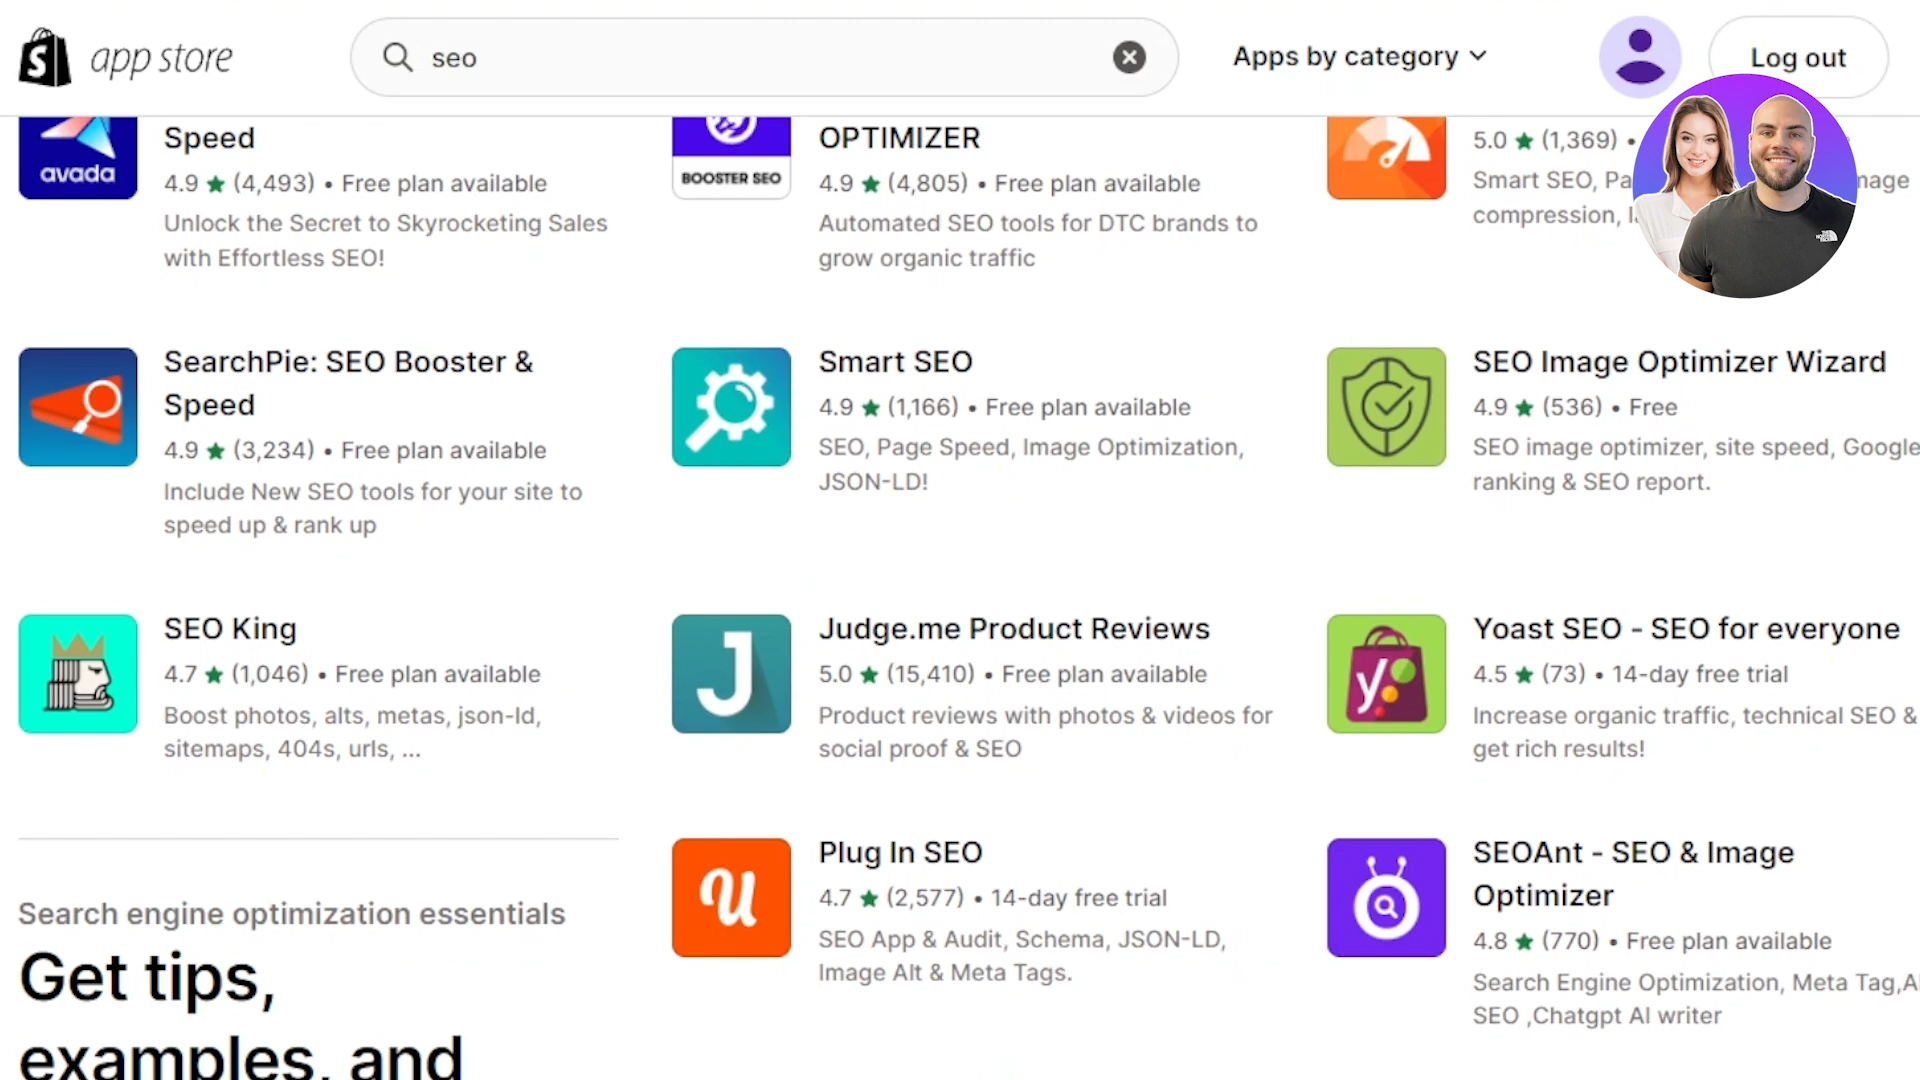 app store
seo
Apps by category
Log out
avada
Speed
4.9 ★ (4,493) • Free plan available
Unlock the Secret to Skyrocketing Sales
with Effortless SEO!
BOOSTER SEO
OPTIMIZER
4.9 ★ (4,805) • Free plan available
Automated SEO tools for DTC brands to
grow organic traffic
5.0 ★ (1,369) •
Smart SEO,
compression,
SearchPie: SEO Booster &
Speed
4.9 ★ (3,234) • Free plan available
Include New SEO tools for your site to
speed up & rank up
Smart SEO
4.9 ★ (1,166) • Free plan available
SEO, Page Speed, Image Optimization,
JSON-LD!
SEO Image Optimizer Wizard
4.9 ★ (536) • Free
SEO image optimizer, site speed, Google
ranking & SEO report.
SEO King
4.7 ★ (1,046) • Free plan available
Boost photos, alts, metas, json-ld,
sitemaps, 404s, urls, ...
J
Judge.me Product Reviews
5.0 ★ (15,410) • Free plan available
Product reviews with photos & videos for
social proof & SEO
y
Yoast SEO - SEO for everyone
4.5 ★ (73) • 14-day free trial
Increase organic traffic, technical SEO &
get rich results!
Search engine optimization essentials
Get tips,
examples, and
u
Plug In SEO
4.7 ★ (2,577) • 14-day free trial
SEO App & Audit, Schema, JSON-LD,
Image Alt & Meta Tags.
SEOAnt - SEO & Image
Optimizer
4.8 ★ (770) • Free plan available
Search Engine Optimization, Meta Tag,
SEO ,Chatgpt AI writer